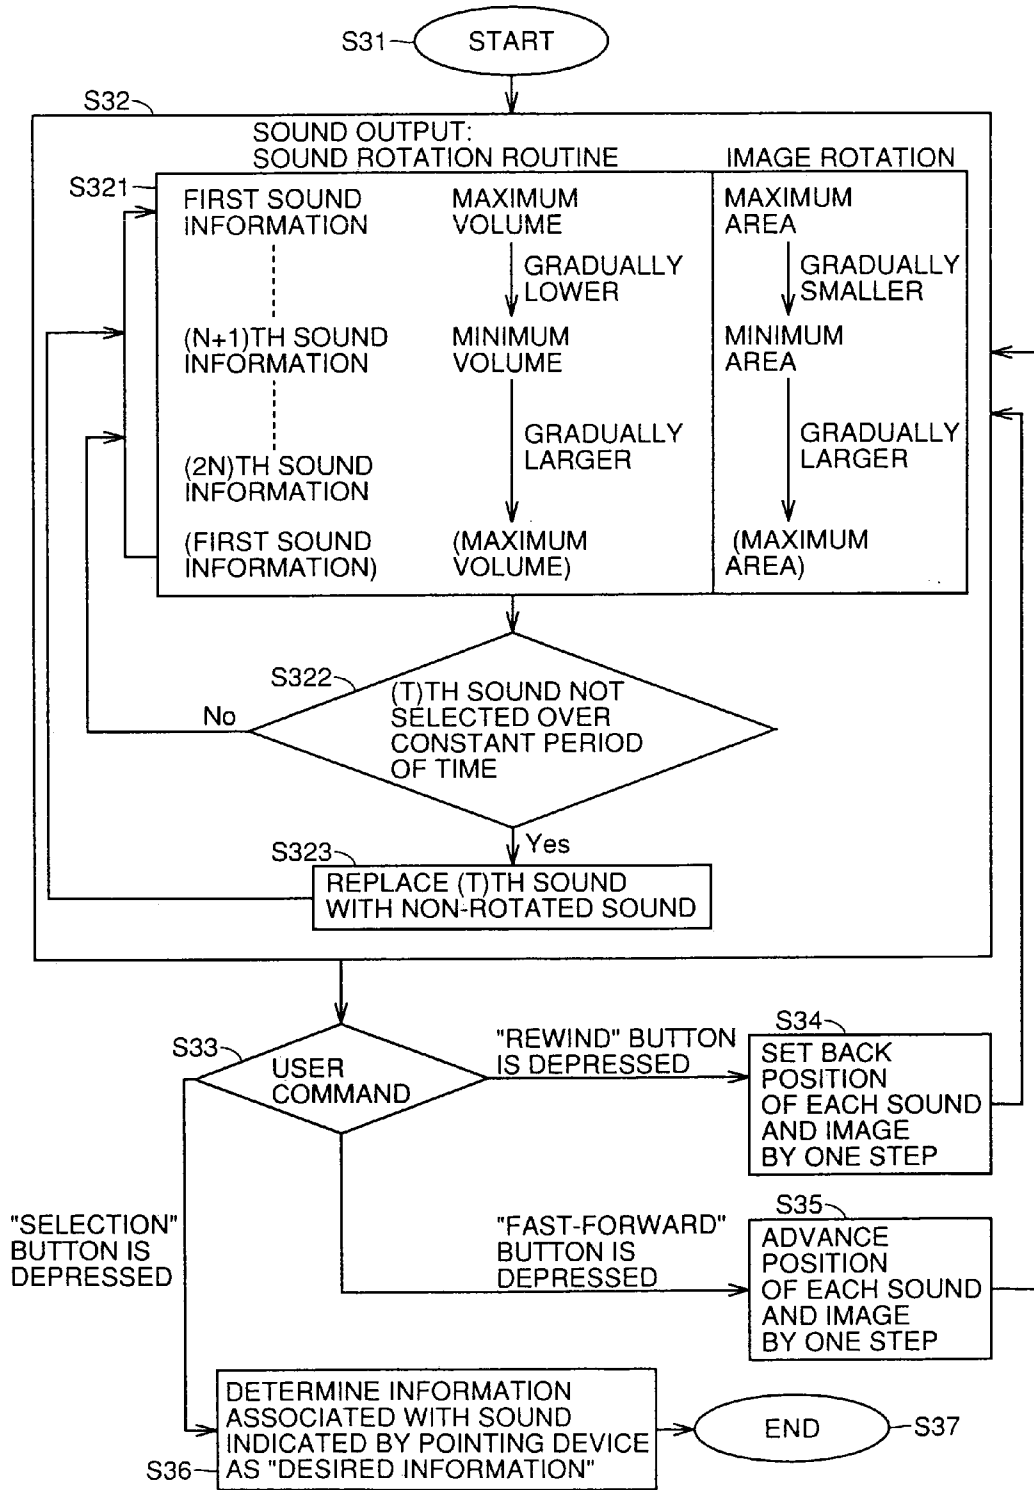 S31
START
S32
SOUND OUTPUT:
SOUND ROTATION ROUTINE
IMAGE ROTATION
S321
FIRST SOUND
INFORMATION
MAXIMUM
VOLUME
MAXIMUM
AREA
GRADUALLY
LOWER
GRADUALLY
SMALLER
(N+1)TH SOUND
INFORMATION
MINIMUM
VOLUME
MINIMUM
AREA
GRADUALLY
LARGER
GRADUALLY
LARGER
(2N)TH SOUND
INFORMATION
(FIRST SOUND
INFORMATION)
(MAXIMUM
VOLUME)
(MAXIMUM
AREA)
S322
(T)TH SOUND NOT
SELECTED OVER
CONSTANT PERIOD
OF TIME
No
Yes
S323
REPLACE (T)TH SOUND
WITH NON-ROTATED SOUND
S33
USER
COMMAND
"REWIND" BUTTON
IS DEPRESSED
S34
SET BACK
POSITION
OF EACH SOUND
AND IMAGE
BY ONE STEP
"SELECTION"
BUTTON IS
DEPRESSED
"FAST-FORWARD"
BUTTON IS
DEPRESSED
S35
ADVANCE
POSITION
OF EACH SOUND
AND IMAGE
BY ONE STEP
DETERMINE INFORMATION
ASSOCIATED WITH SOUND
INDICATED BY POINTING DEVICE
AS "DESIRED INFORMATION"
S36
END
S37